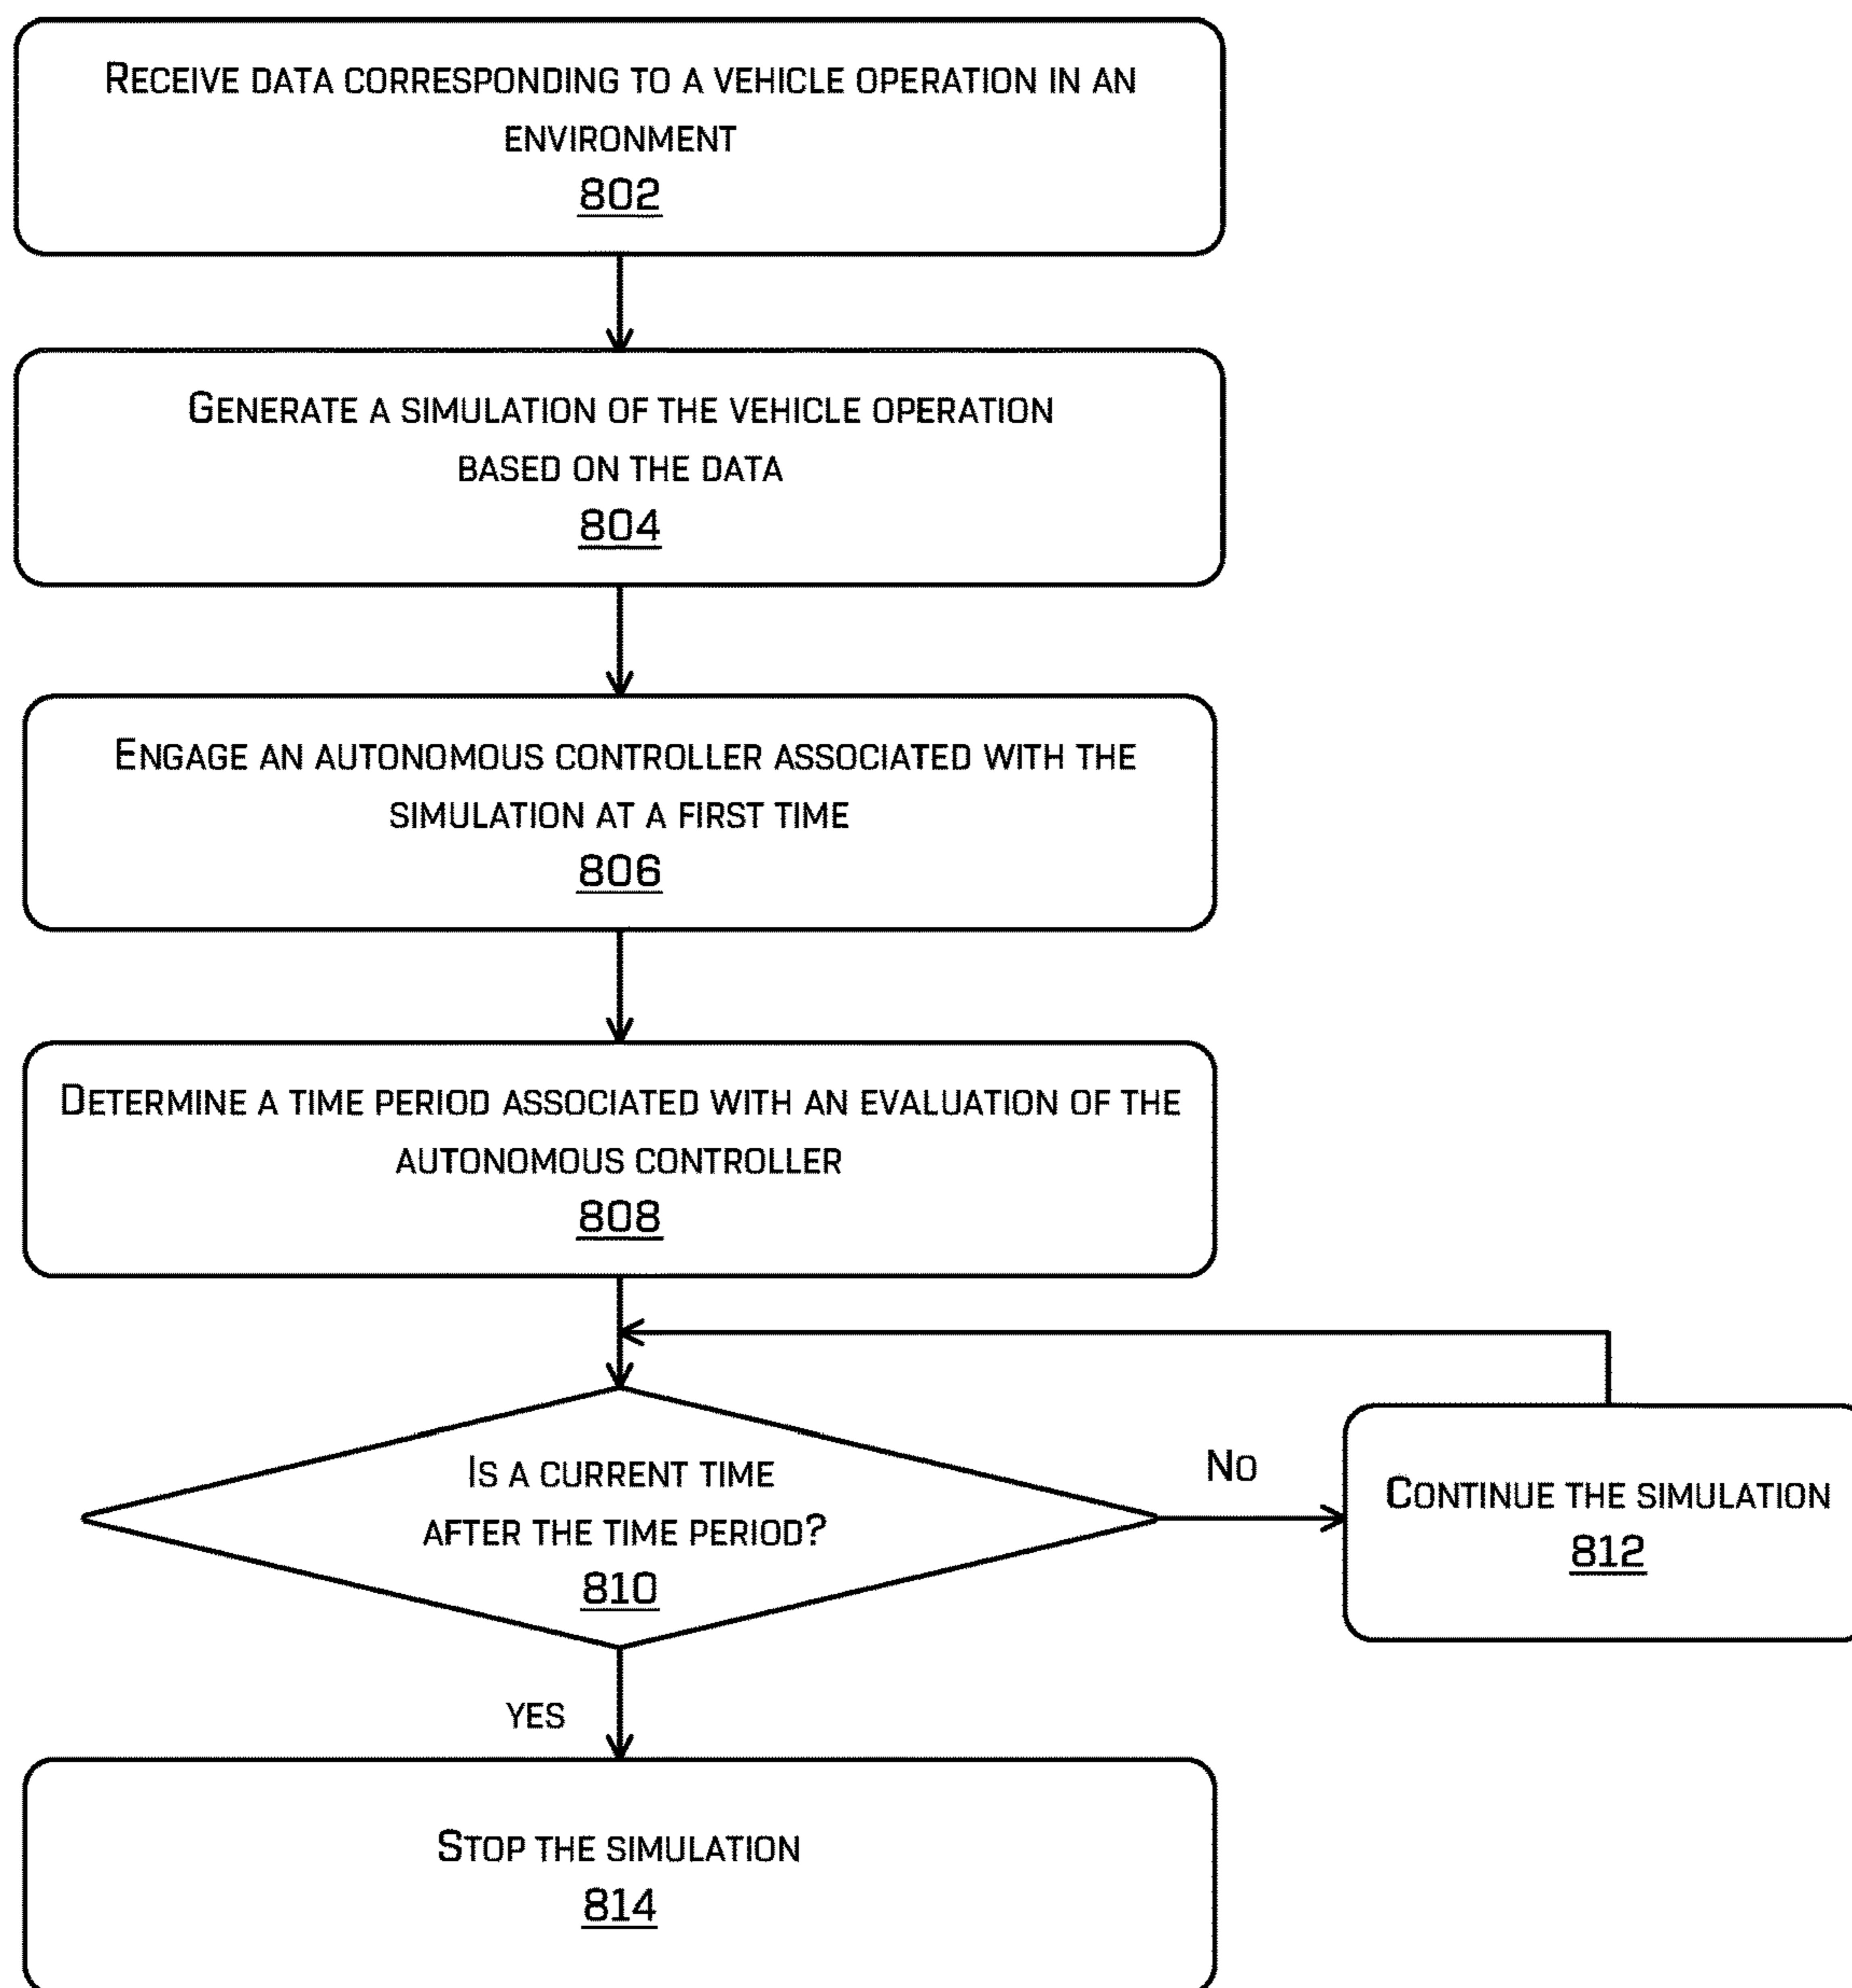 RECEIVE DATA CORRESPONDING TO A VEHICLE OPERATION IN AN
ENVIRONMENT
802
GENERATE A SIMULATION OF THE VEHICLE OPERATION
BASED ON THE DATA
804
ENGAGE AN AUTONOMOUS CONTROLLER ASSOCIATED WITH THE
SIMULATION AT A FIRST TIME
806
DETERMINE A TIME PERIOD ASSOCIATED WITH AN EVALUATION OF THE
AUTONOMOUS CONTROLLER
808
IS A CURRENT TIME
AFTER THE TIME PERIOD?
810
NO
CONTINUE THE SIMULATION
812
YES
STOP THE SIMULATION
814